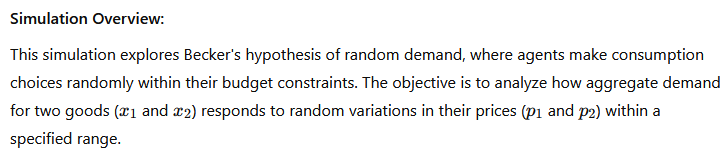 Simulation Overview:
This simulation explores Becker's hypothesis of random demand, where agents make consumption
choices randomly within their budget constraints. The objective is to analyze how aggregate demand
for two goods (x₁ and x₂) responds to random variations in their prices (p₁ and p₂) within a
specified range.